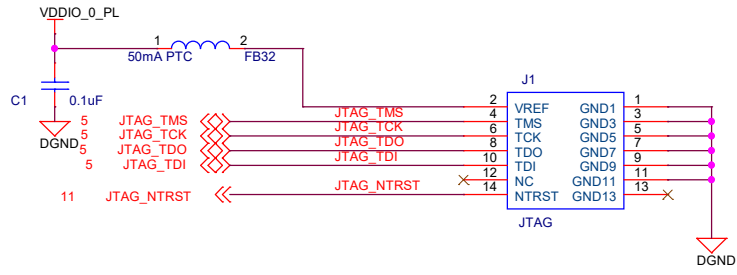 VDDIO_0_PL
1 2
50mA PTC FB32
C1 0.1uF
DGND
J1
JTAG_TMS 2 VREF GND1 1
5 JTAG_TMS 4 TMS GND3 3
5 JTAG_TCK JTAG_TCK 6 TCK GND5 5
5 JTAG_TDO JTAG_TDO 8 TDO GND7 7
5 JTAG_TDI JTAG_TDI 10 TDI GND9 9
12 NC GND11 11
11 JTAG_NTRST JTAG_NTRST 14 NTRST GND13 13
JTAG
DGND